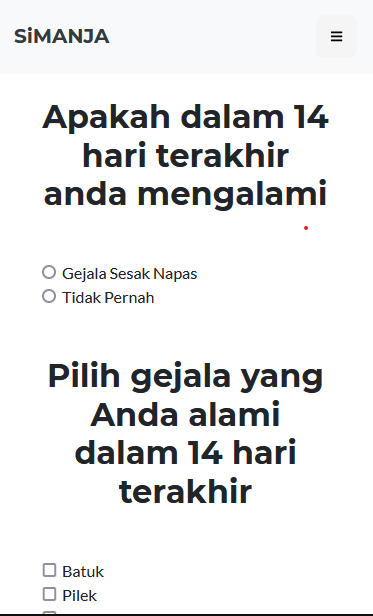 SiMANJA
Apakah dalam 14
hari terakhir
anda mengalami
Gejala Sesak Napas
Tidak Pernah
Pilih gejala yang
Anda alami
dalam 14 hari
terakhir
Batuk
Pilek